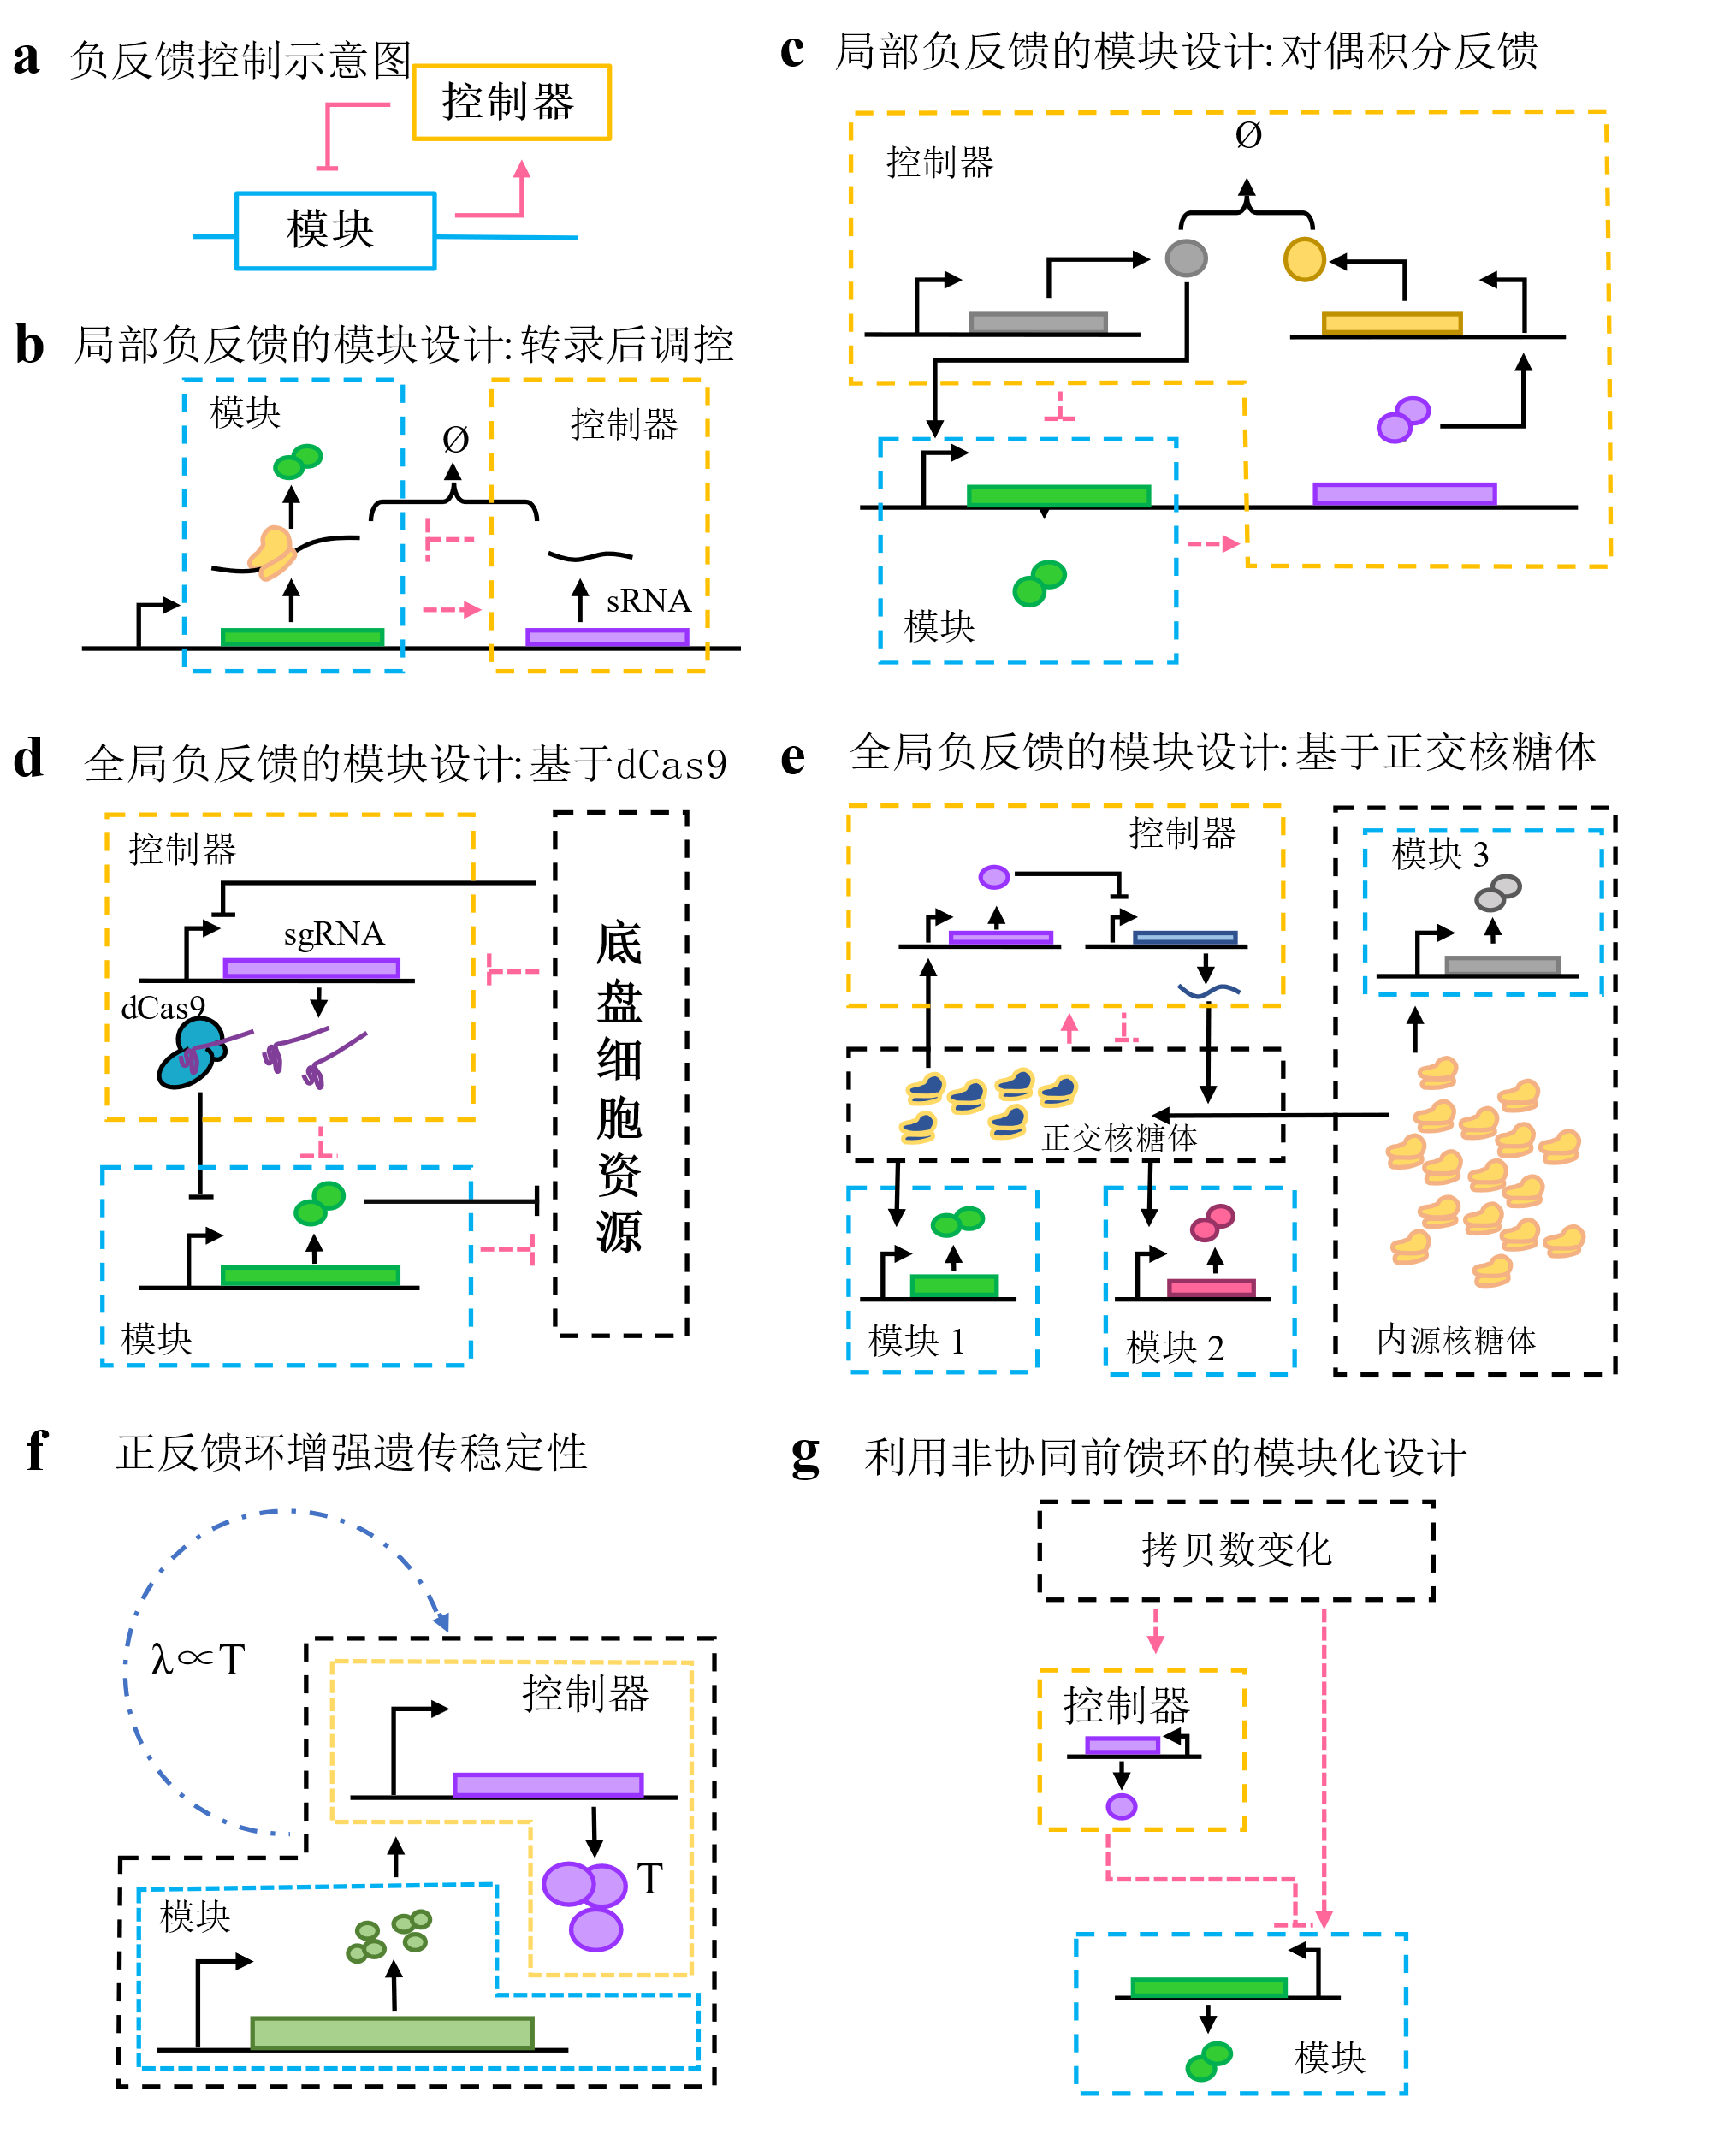 a 负反馈控制示意图
控制器
模块
b 局部负反馈的模块设计:转录后调控
模块
控制器
Ø
sRNA
c 局部负反馈的模块设计:对偶积分反馈
控制器
Ø
模块
d 全局负反馈的模块设计:基于dCas9
控制器
sgRNA
dCas9
模块
底盘细胞资源
e 全局负反馈的模块设计:基于正交核糖体
控制器
模块 3
正交核糖体
模块 1
模块 2
内源核糖体
f 正反馈环增强遗传稳定性
λ∝T
控制器
T
模块
g 利用非协同前馈环的模块化设计
拷贝数变化
控制器
模块